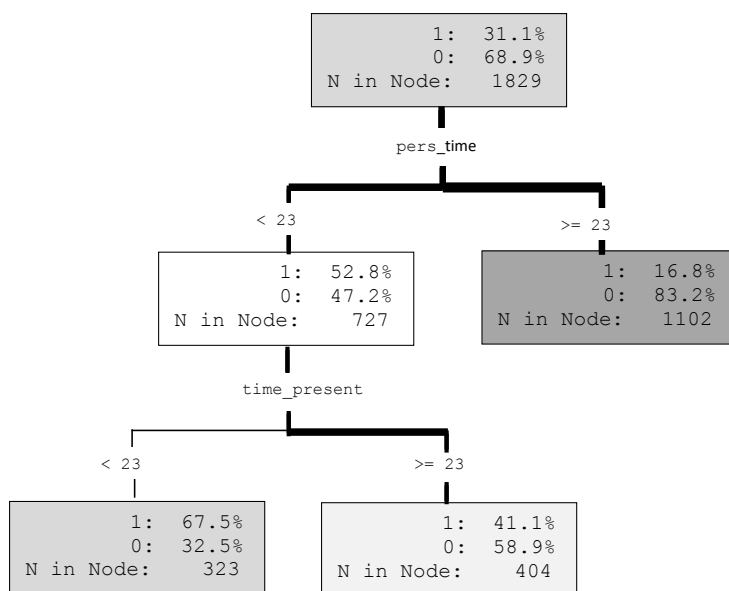 1: 31.1%
0: 68.9%
N in Node: 1829
pers_time
< 23
>= 23
1: 52.8%
0: 47.2%
N in Node: 727
1: 16.8%
0: 83.2%
N in Node: 1102
time_present
< 23
>= 23
1: 67.5%
0: 32.5%
N in Node: 323
1: 41.1%
0: 58.9%
N in Node: 404